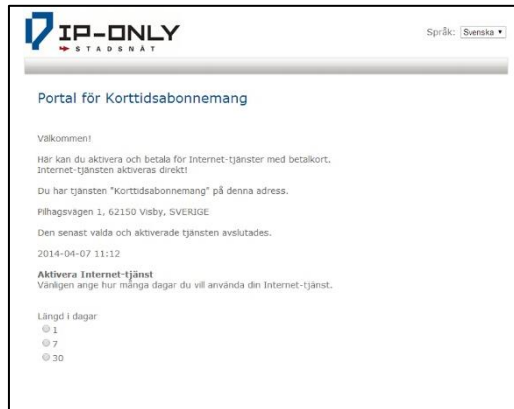 IP-ONLY
STADSNÄT
Språk: Svenska
Portal för Korttidsabonnemang
Välkommen!
Här kan du aktivera och betala för Internet-tjänster med betalkort.
Internet-tjänsten aktiveras direkt!
Du har tjänsten "Korttidsabonnemang" på denna adress.
Pilhagsvägen 1, 62150 Visby, SVERIGE
Den senast valda och aktiverade tjänsten avslutades.
2014-04-07 11:12
Aktivera Internet-tjänst
Vänligen ange hur många dagar du vill använda din Internet-tjänst.
Längd i dagar
1
7
30